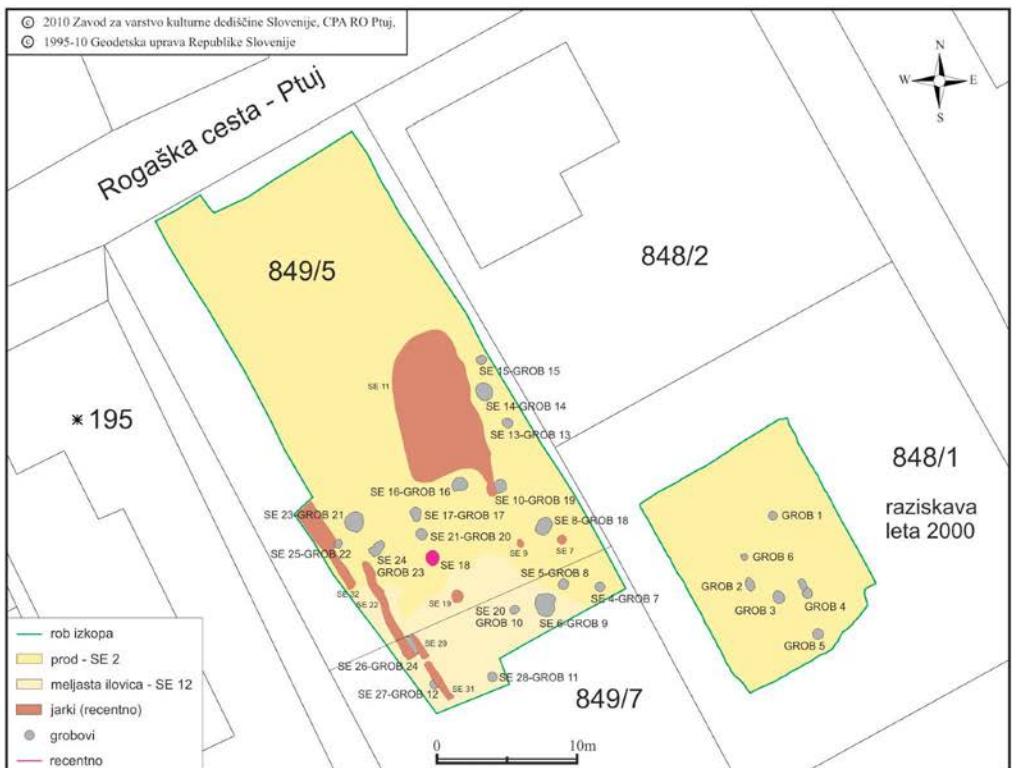 © 2010 Zavod za varstvo kulturne dediščine Slovenije, CPA RO Ptuj.
© 1995-10 Geodetska uprava Republike Slovenije
N
W E
S
Rogaška cesta - Ptuj
848/2
849/5
SE 15-GROB 15
SE 11
SE 14-GROB 14
195
SE 13-GROB 13
848/1
raziskava
leta 2000
SE 16-GROB 16
SE 10-GROB 19
SE 23-GROB 21
SE 17-GROB 17
SE 8-GROB 18
GROB 1
SE 21-GROB 20
SE 25-GROB 22
SE 24
GROB 23
SE 9
SE 7
SE 18
GROB 6
SE 5-GROB 8
GROB 2
SE 32
SE 22
SE 19
SE 4-GROB 7
GROB 3
GROB 4
SE 20
GROB 10
SE 6-GROB 9
GROB 5
SE 29
SE 26-GROB 24
SE 28-GROB 11
SE 27-GROB 12
SE 31
849/7
rob izkopa
prod - SE 2
meljasta ilovica - SE 12
jarki (recentno)
grobovi
recentno
0 10m